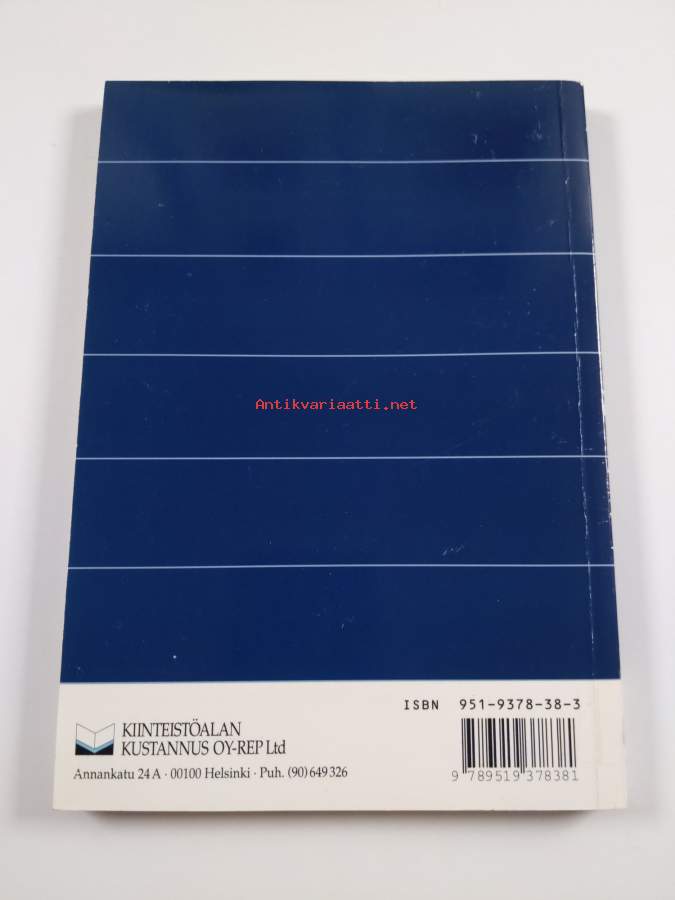 Antikvariaatti.net
ISBN 951-9378-38-3
KIINTEISTÖALAN
KUSTANNUS OY-REP Ltd
Annankatu 24 A · 00100 Helsinki · Puh. (90) 649 326
9 789519 378381